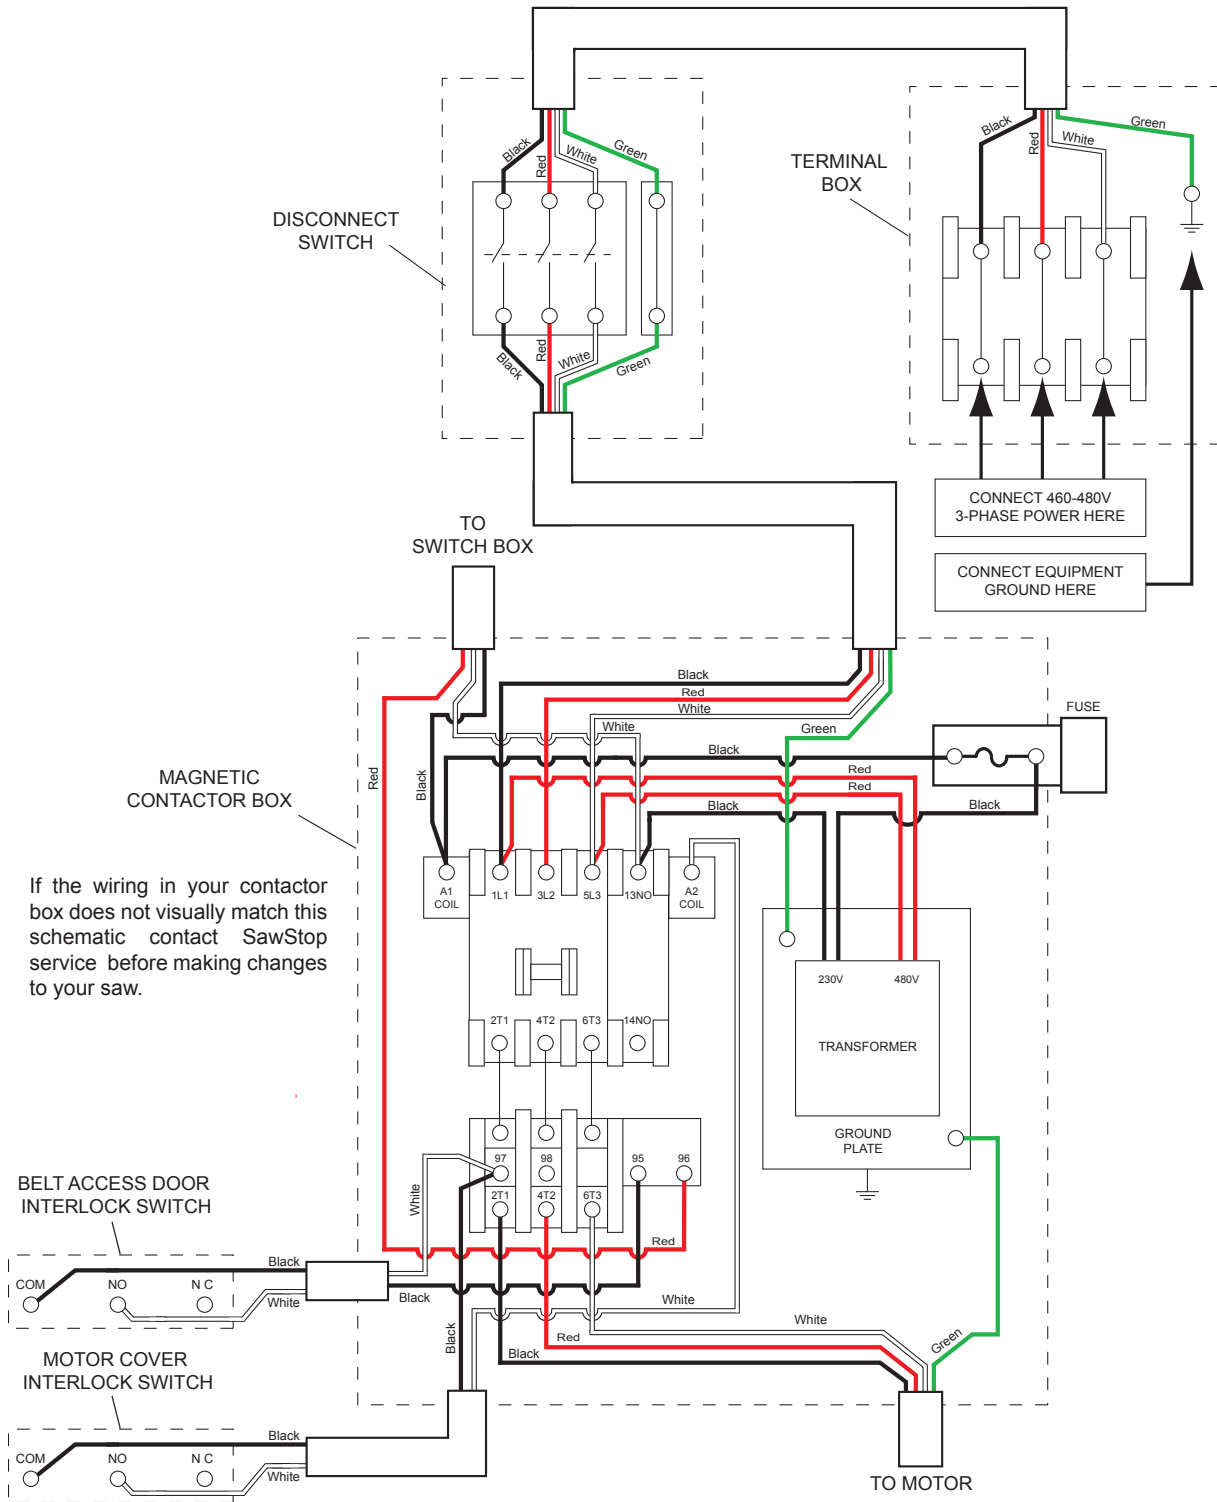 Black
Red
White
Green
DISCONNECT
SWITCH
Black
Red
White
Green
TERMINAL
BOX
Black
Red
White
Green
CONNECT 460-480V
3-PHASE POWER HERE
CONNECT EQUIPMENT
GROUND HERE
TO
SWITCH BOX
Black
Red
White
White
Green
FUSE
Black
Red
Red
Black
Black
Red
Black
MAGNETIC
CONTACTOR BOX
If the wiring in your contactor
box does not visually match this
schematic contact SawStop
service before making changes
to your saw.
A1
COIL
1L1
3L2
5L3
13NO
A2
COIL
2T1
4T2
6T3
14NO
230V
480V
TRANSFORMER
GROUND
PLATE
97
98
95
96
2T1
4T2
6T3
White
Red
BELT ACCESS DOOR
INTERLOCK SWITCH
COM
NO
N C
Black
White
Black
White
Black
White
Red
Black
Green
MOTOR COVER
INTERLOCK SWITCH
COM
NO
N C
Black
White
TO MOTOR